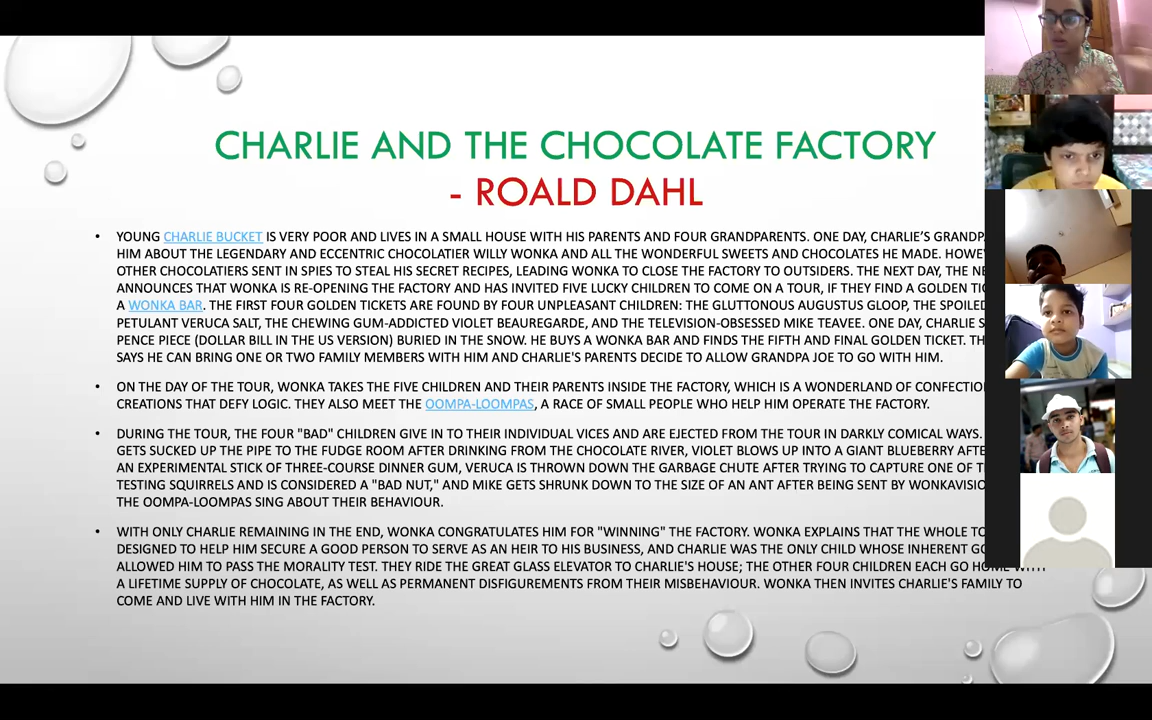 CHARLIE AND THE CHOCOLATE FACTORY
- ROALD DAHL
• YOUNG CHARLIE BUCKET IS VERY POOR AND LIVES IN A SMALL HOUSE WITH HIS PARENTS AND FOUR GRANDPARENTS. ONE DAY, CHARLIE'S
HIM ABOUT THE LEGENDARY AND ECCENTRIC CHOCOLATIER WILLY WONKA AND ALL THE WONDERFUL SWEETS AND CHOCOLATES HE MADE.
OTHER CHOCOLATIERS SENT IN SPIES TO STEAL HIS SECRET RECIPES, LEADING WONKA TO CLOSE THE FACTORY TO OUTSIDERS. THE NEXT DAY, THE
ANNOUNCES THAT WONKA IS RE-OPENING THE FACTORY AND HAS INVITED FIVE LUCKY CHILDREN TO COME ON A TOUR, IF THEY FIND A GOLDEN
A WONKA BAR. THE FIRST FOUR GOLDEN TICKETS ARE FOUND BY FOUR UNPLEASANT CHILDREN: THE GLUTTONOUS AUGUSTUS GLOOP, THE SPOILED
PETULANT VERUCA SALT, THE CHEWING GUM-ADDICTED VIOLET BEAUREGARDE, AND THE TELEVISION-OBSESSED MIKE TEAVEE. ONE DAY, CHARLIE
PENCE PIECE (DOLLAR BILL IN THE US VERSION) BURIED IN THE SNOW. HE BUYS A WONKA BAR AND FINDS THE FIFTH AND FINAL GOLDEN TICKET.
SAYS HE CAN BRING ONE OR TWO FAMILY MEMBERS WITH HIM AND CHARLIE'S PARENTS DECIDE TO ALLOW GRANDPA JOE TO GO WITH HIM.
• ON THE DAY OF THE TOUR, WONKA TAKES THE FIVE CHILDREN AND THEIR PARENTS INSIDE THE FACTORY, WHICH IS A WONDERLAND OF
CREATIONS THAT DEFY LOGIC. THEY ALSO MEET THE OOMPA-LOOMPAS, A RACE OF SMALL PEOPLE WHO HELP HIM OPERATE THE FACTORY.
• DURING THE TOUR, THE FOUR "BAD" CHILDREN GIVE IN TO THEIR INDIVIDUAL VICES AND ARE EJECTED FROM THE TOUR IN DARKLY COMICAL WAYS.
GETS SUCKED UP THE PIPE TO THE FUDGE ROOM AFTER DRINKING FROM THE CHOCOLATE RIVER, VIOLET BLOWS UP INTO A GIANT BLUEBERRY
AN EXPERIMENTAL STICK OF THREE-COURSE DINNER GUM, VERUCA IS THROWN DOWN THE GARBAGE CHUTE AFTER TRYING TO CAPTURE ONE OF
TESTING SQUIRRELS AND IS CONSIDERED A "BAD NUT," AND MIKE GETS SHRUNK DOWN TO THE SIZE OF AN ANT AFTER BEING SENT BY
THE OOMPA-LOOMPAS SING ABOUT THEIR BEHAVIOUR.
• WITH ONLY CHARLIE REMAINING IN THE END, WONKA CONGRATULATES HIM FOR "WINNING" THE FACTORY. WONKA EXPLAINS THAT THE WHOLE
DESIGNED TO HELP HIM SECURE A GOOD PERSON TO SERVE AS AN HEIR TO HIS BUSINESS, AND CHARLIE WAS THE ONLY CHILD WHOSE INHERENT
ALLOWED HIM TO PASS THE MORALITY TEST. THEY RIDE THE GREAT GLASS ELEVATOR TO CHARLIE'S HOUSE; THE OTHER FOUR CHILDREN EACH GO HOME WITH
A LIFETIME SUPPLY OF CHOCOLATE, AS WELL AS PERMANENT DISFIGUREMENTS FROM THEIR MISBEHAVIOUR. WONKA THEN INVITES CHARLIE'S FAMILY TO
COME AND LIVE WITH HIM IN THE FACTORY.